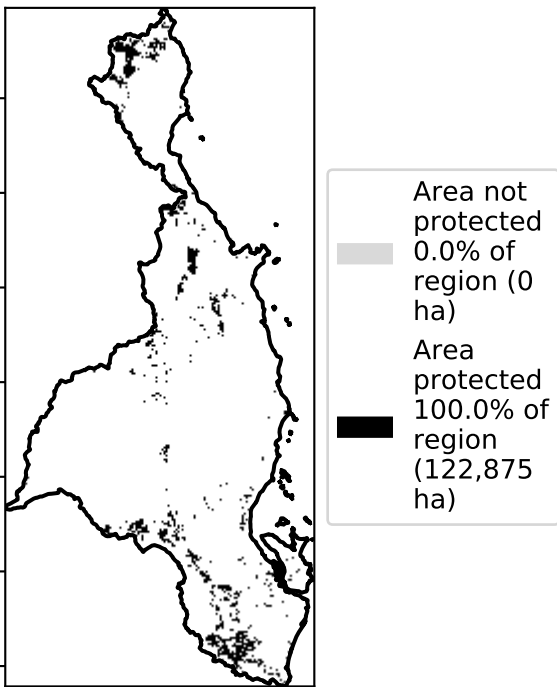 Area not
protected
0.0% of
region (0
ha)
Area
protected
100.0% of
region
(122,875
ha)